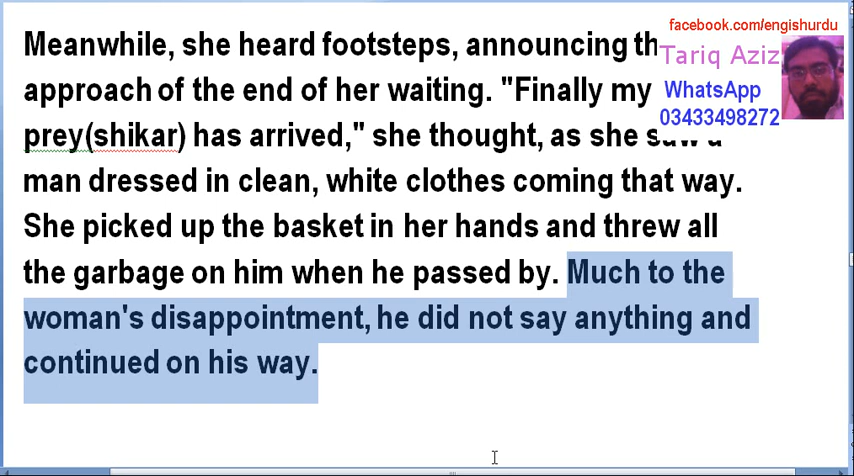 facebook.com/engishurdu
Tariq Aziz
WhatsApp
03433498272
Meanwhile, she heard footsteps, announcing
approach of the end of her waiting. "Finally my
prey(shikar) has arrived," she thought, as she saw a
man dressed in clean, white clothes coming that way.
She picked up the basket in her hands and threw all
the garbage on him when he passed by. Much to the
woman's disappointment, he did not say anything and
continued on his way.